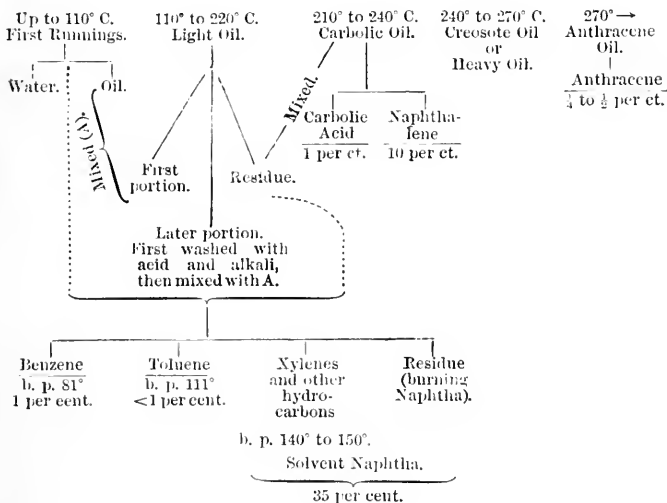 Up to 110° C. 110° to 220° C. 210° to 240° C. 240° to 270° C. 270°→
First Runnings. Light Oil. Carbolic Oil. Creosote Oil Anthracene
or Oil.
Heavy Oil.
Water. Oil.
Mixed (A).
Mixed.
Anthracene
¼ to ½ per ct.
Carbolic Naphtha-
Acid lene
1 per ct. 10 per ct.
First Residue.
portion.
Later portion.
First washed with
acid and alkali,
then mixed with A.
Benzene Toluene Xylenes Residue
b. p. 81° b. p. 111° and other (burning
1 per cent. <1 per cent. hydro- Naphtha).
carbons
b. p. 140° to 150°.
Solvent Naphtha.
35 per cent.